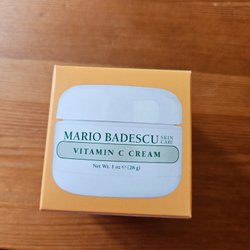 MARIO BADESCU SKIN CARE
VITAMIN C CREAM
Net Wt. 1 oz (28 g)